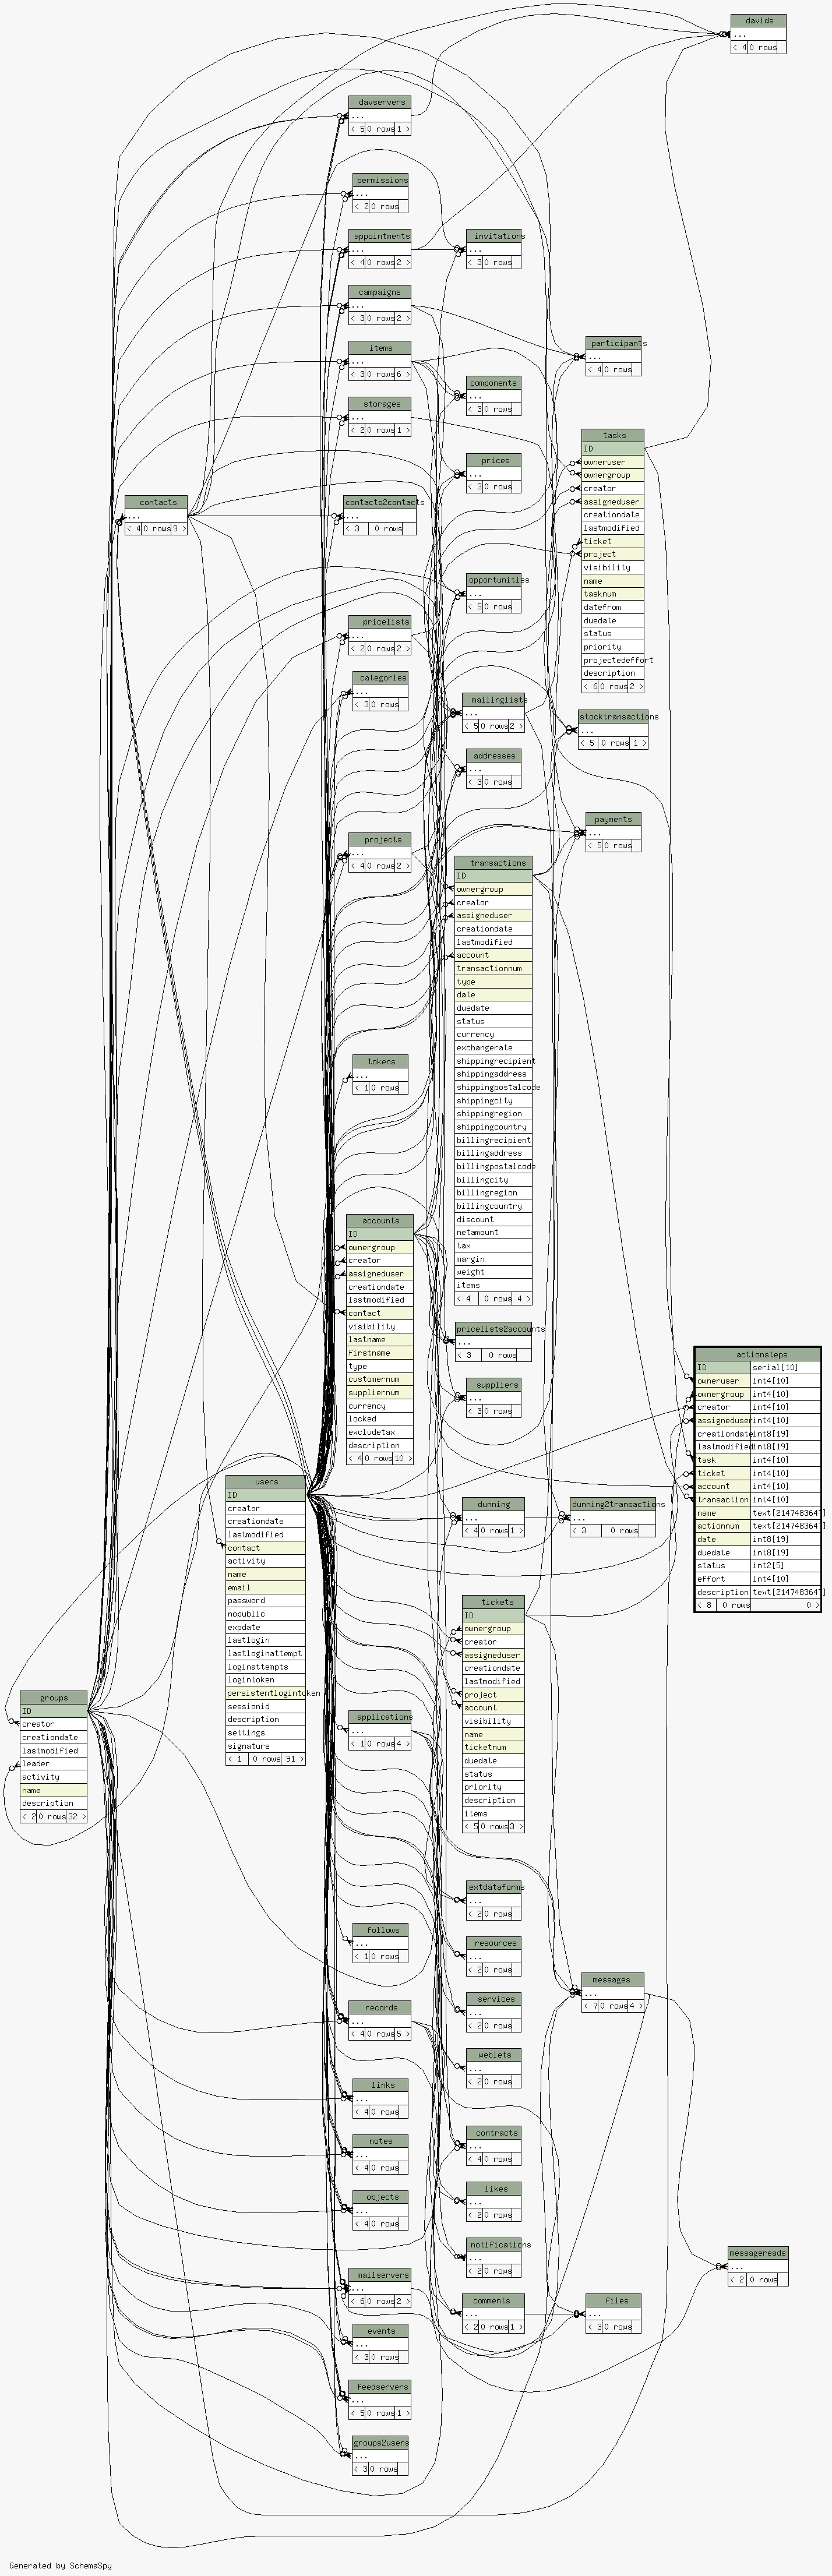 davids
...
< 4 0 rows
davservers
...
< 5 0 rows 1 >
permissions
...
< 2 0 rows
appointments
...
< 4 0 rows 2 >
invitations
...
< 3 0 rows
campaigns
...
< 3 0 rows 2 >
items
...
< 3 0 rows 6 >
participants
...
< 4 0 rows
components
...
< 3 0 rows
storages
...
< 2 0 rows 1 >
tasks
ID
owneruser
ownergroup
creator
assigneduser
creationdate
lastmodified
ticket
project
visibility
name
tasknum
datefrom
duedate
status
priority
projectedeffort
description
< 6 0 rows 2 >
prices
...
< 3 0 rows
contacts
...
< 4 0 rows 9 >
contacts2contacts
...
< 3 0 rows
opportunities
...
< 5 0 rows
pricelists
...
< 2 0 rows 2 >
categories
...
< 3 0 rows
mailinglists
...
< 5 0 rows 2 >
stocktransactions
...
< 5 0 rows 1 >
addresses
...
< 3 0 rows
payments
...
< 5 0 rows
projects
...
< 4 0 rows 2 >
transactions
ID
ownergroup
creator
assigneduser
creationdate
lastmodified
account
transactionnum
type
date
duedate
status
currency
exchangerate
shippingrecipient
shippingaddress
shippingpostalcode
shippingcity
shippingregion
shippingcountry
billingrecipient
billingaddress
billingpostalcode
billingcity
billingregion
billingcountry
discount
netamount
tax
margin
weight
items
< 4 0 rows 4 >
tokens
...
< 1 0 rows
accounts
ID
ownergroup
creator
assigneduser
creationdate
lastmodified
contact
visibility
lastname
firstname
type
customernum
suppliernum
currency
locked
excludetax
description
< 4 0 rows 10 >
pricelists2accounts
...
< 3 0 rows
suppliers
...
< 3 0 rows
actionsteps
ID serial[10]
owneruser int4[10]
ownergroup int4[10]
creator int4[10]
assigneduser int4[10]
creationdate int8[19]
lastmodified int8[19]
task int4[10]
ticket int4[10]
account int4[10]
transaction int4[10]
name text[2147483647]
actionnum text[2147483647]
date int8[19]
duedate int8[19]
status int2[5]
effort int4[10]
description text[2147483647]
< 8 0 rows 0 >
users
ID
creator
creationdate
lastmodified
contact
activity
name
email
password
nopublic
expdate
lastlogin
lastloginattempt
loginattempts
logintoken
persistentlogintoken
sessionid
description
settings
signature
< 1 0 rows 91 >
dunning
...
< 4 0 rows 1 >
dunning2transactions
...
< 3 0 rows
tickets
ID
ownergroup
creator
assigneduser
creationdate
lastmodified
project
account
visibility
name
ticketnum
duedate
status
priority
description
items
< 5 0 rows 3 >
groups
ID
creator
creationdate
lastmodified
leader
activity
name
description
< 2 0 rows 32 >
applications
...
< 1 0 rows 4 >
extdataforms
...
< 2 0 rows
follows
...
< 1 0 rows
resources
...
< 2 0 rows
messages
...
< 7 0 rows 4 >
services
...
< 2 0 rows
records
...
< 4 0 rows 5 >
weblets
...
< 2 0 rows
links
...
< 4 0 rows
contracts
...
< 4 0 rows
notes
...
< 4 0 rows
likes
...
< 2 0 rows
objects
...
< 4 0 rows
notifications
...
< 2 0 rows
messagereads
...
< 2 0 rows
mailservers
...
< 6 0 rows 2 >
comments
...
< 2 0 rows 1 >
files
...
< 3 0 rows
events
...
< 3 0 rows
feedservers
...
< 5 0 rows 1 >
groups2users
...
< 3 0 rows
Generated by SchemaSpy